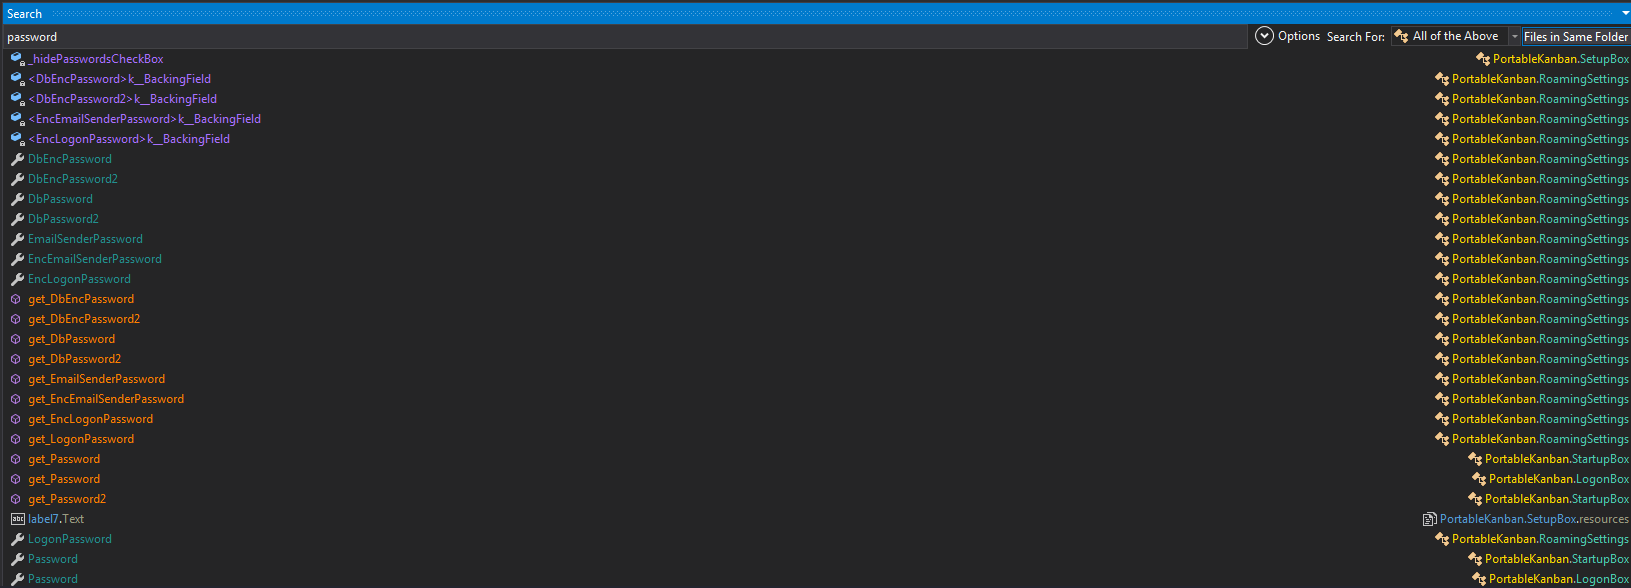 Search
password Options Search For: All of the Above Files in Same Folder
_hidePasswordsCheckBox PortableKanban.SetupBox
<DbEncPassword>k__BackingField PortableKanban.RoamingSettings
<DbEncPassword2>k__BackingField PortableKanban.RoamingSettings
<EncEmailSenderPassword>k__BackingField PortableKanban.RoamingSettings
<EncLogonPassword>k__BackingField PortableKanban.RoamingSettings
DbEncPassword PortableKanban.RoamingSettings
DbEncPassword2 PortableKanban.RoamingSettings
DbPassword PortableKanban.RoamingSettings
DbPassword2 PortableKanban.RoamingSettings
EmailSenderPassword PortableKanban.RoamingSettings
EncEmailSenderPassword PortableKanban.RoamingSettings
EncLogonPassword PortableKanban.RoamingSettings
get_DbEncPassword PortableKanban.RoamingSettings
get_DbEncPassword2 PortableKanban.RoamingSettings
get_DbPassword PortableKanban.RoamingSettings
get_DbPassword2 PortableKanban.RoamingSettings
get_EmailSenderPassword PortableKanban.RoamingSettings
get_EncEmailSenderPassword PortableKanban.RoamingSettings
get_EncLogonPassword PortableKanban.RoamingSettings
get_LogonPassword PortableKanban.RoamingSettings
get_Password PortableKanban.StartupBox
get_Password PortableKanban.LogonBox
get_Password2 PortableKanban.StartupBox
abc label7.Text PortableKanban.SetupBox.resources
LogonPassword PortableKanban.RoamingSettings
Password PortableKanban.StartupBox
Password PortableKanban.LogonBox